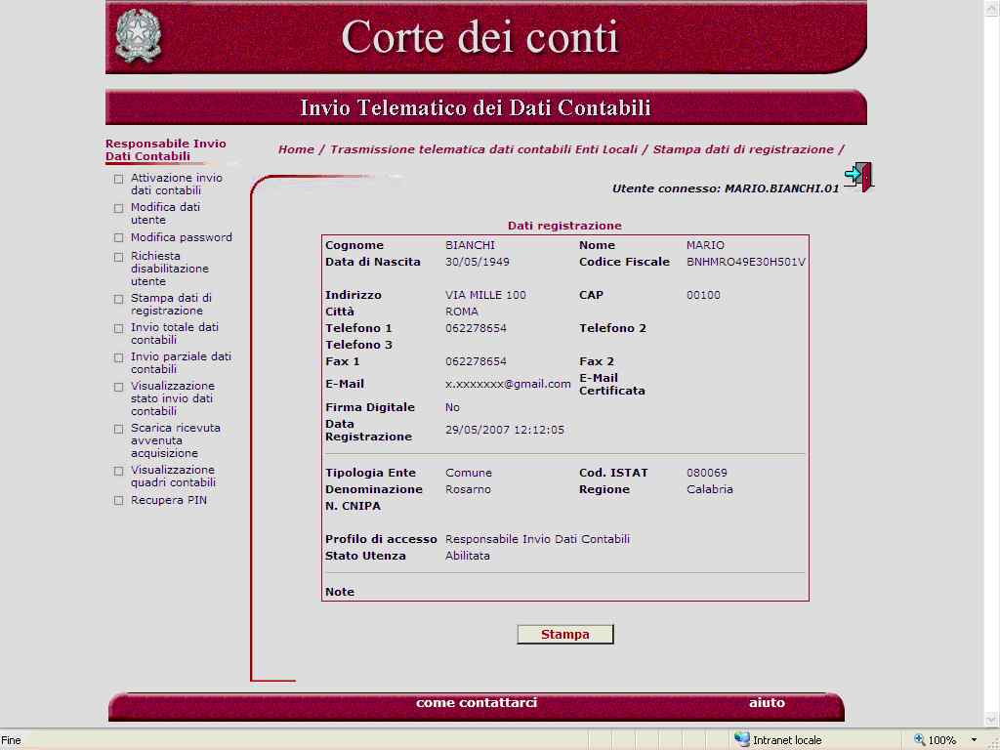 Corte dei conti
Invio Telematico dei Dati Contabili
Responsabile Invio
Dati Contabili
Attivazione invio
dati contabili
Modifica dati
utente
Modifica password
Richiesta
disabilitazione
utente
Stampa dati di
registrazione
Invio totale dati
contabili
Invio parziale dati
contabili
Visualizzazione
stato invio dati
contabili
Scarica ricevuta
avvenuta
acquisizione
Visualizzazione
quadri contabili
Recupera PIN
Home / Trasmissione telematica dati contabili Enti Locali / Stampa dati di registrazione /
Utente connesso: MARIO.BIANCHI.01
Dati registrazione
Cognome BIANCHI Nome MARIO
Data di Nascita 30/05/1949 Codice Fiscale BNHMRO49E30H501V
Indirizzo VIA MILLE 100 CAP 00100
Città ROMA
Telefono 1 062278654 Telefono 2
Telefono 3
Fax 1 062278654 Fax 2
E-Mail x.xxxxxxx@gmail.com E-Mail
Certificata
Firma Digitale No
Data
Registrazione 29/05/2007 12:12:05
Tipologia Ente Comune Cod. ISTAT 080069
Denominazione Rosarno Regione Calabria
N. CNIPA
Profilo di accesso Responsabile Invio Dati Contabili
Stato Utenza Abilitata
Note
Stampa
come contattarci aiuto
Fine Intranet locale 100%